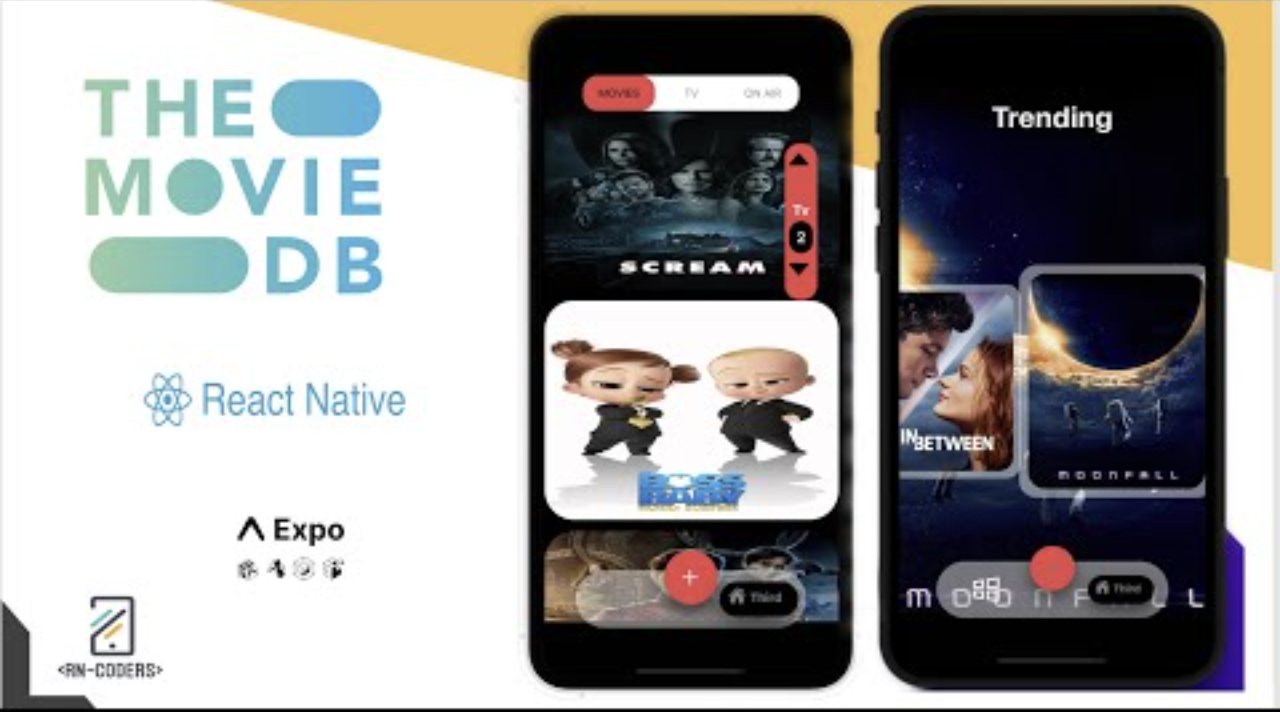 THE
MOVIE
DB
React Native
Expo
<RN-CODERS>
MOVIES TV ON AIR
Tv
2
SCREAM
BOSS
BABY
+
Third
Trending
IN
BETWEEN
MOONFALL
Third